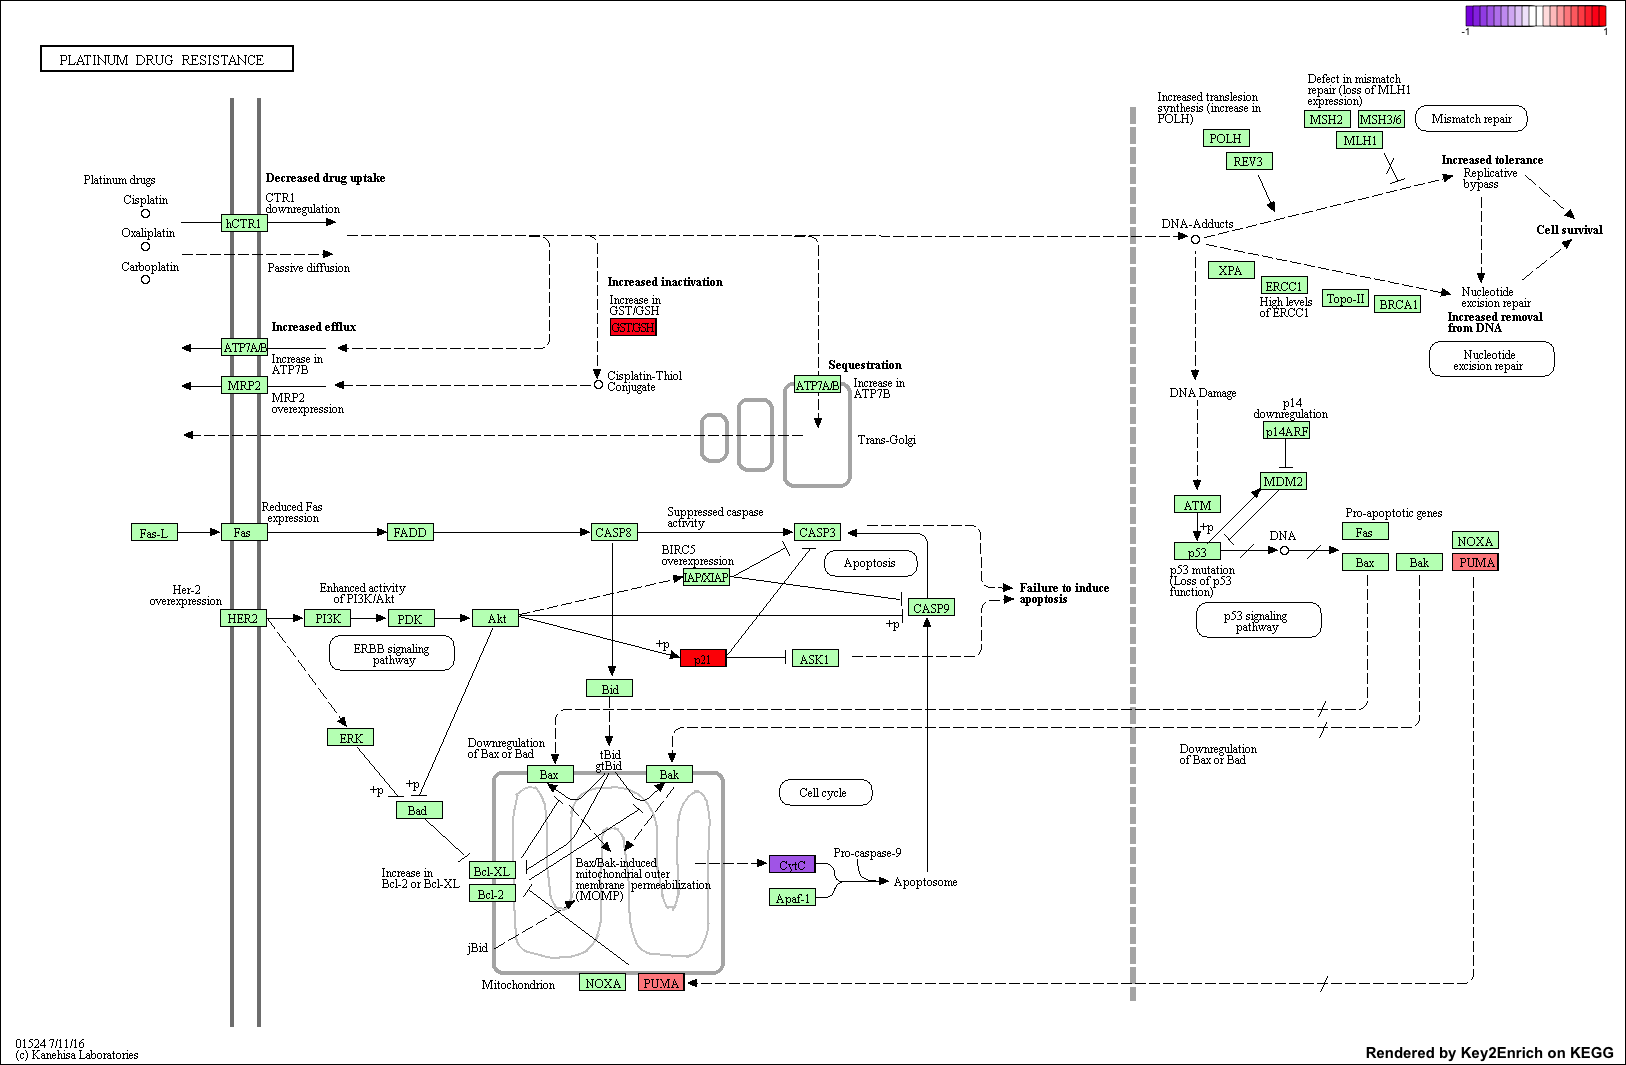 -1
1
PLATINUM DRUG RESISTANCE
Platinum drugs
Cisplatin
Oxaliplatin
Carboplatin
Decreased drug uptake
CTR1
downregulation
hCTR1
Passive diffusion
Increased inactivation
Increase in
GST/GSH
GST/GSH
Increased efflux
ATP7A/B
Increase in
ATP7B
MRP2
MRP2
overexpression
Cisplatin-Thiol
Conjugate
Sequestration
ATP7A/B
Increase in
ATP7B
Trans-Golgi
Increased translesion
synthesis (increase in
POLH)
POLH
REV3
Defect in mismatch
repair (loss of MLH1
expression)
MSH2
MSH3/6
MLH1
Mismatch repair
Increased tolerance
Replicative
bypass
DNA-Adducts
Cell survival
XPA
ERCC1
High levels
of ERCC1
Topo-II
BRCA1
Nucleotide
excision repair
Increased removal
from DNA
Nucleotide
excision repair
DNA Damage
p14
downregulation
p14ARF
MDM2
ATM
+p
p53
p53 mutation
(Loss of p53
function)
DNA
Pro-apoptotic genes
Fas
NOXA
Bax
Bak
PUMA
p53 signaling
pathway
Fas-L
Reduced Fas
expression
Fas
FADD
CASP8
Suppressed caspase
activity
CASP3
BIRC5
overexpression
IAP/XIAP
Apoptosis
Failure to induce
apoptosis
CASP9
+p
Her-2
overexpression
HER2
Enhanced activity
of PI3K/Akt
PI3K
PDK
Akt
ERBB signaling
pathway
+p
p21
ASK1
Bid
ERK
+p
+p
Bad
Downregulation
of Bax or Bad
tBid
gtBid
Bax
Bak
Downregulation
of Bax or Bad
Cell cycle
Increase in
Bcl-2 or Bcl-XL
Bcl-XL
Bcl-2
Bax/Bak-induced
mitochondrial outer
membrane permeabilization
(MOMP)
CytC
Pro-caspase-9
Apoptosome
Apaf-1
jBid
Mitochondrion
NOXA
PUMA
01524 7/11/16
(c) Kanehisa Laboratories
Rendered by Key2Enrich on KEGG